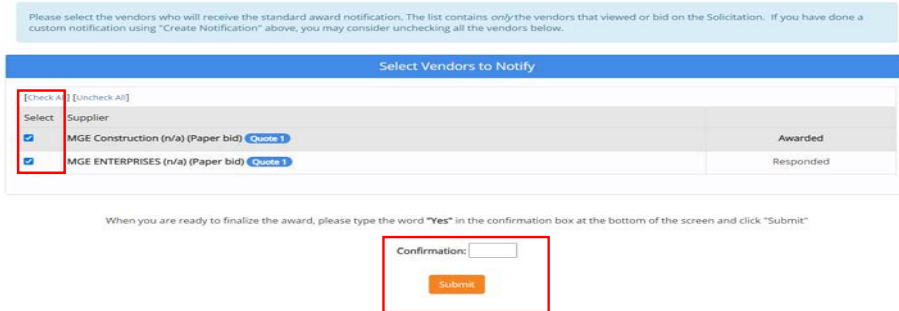 Please select the vendors who will receive the standard award notification. The list contains only the vendors that viewed or bid on the Solicitation. If you have done a
custom notification using "Create Notification" above, you may consider unchecking all the vendors below.
Select Vendors to Notify
[Check All] [Uncheck All]
Select Supplier
MGE Construction (n/a) (Paper bid) Quote 1 Awarded
MGE ENTERPRISES (n/a) (Paper bid) Quote 1 Responded
When you are ready to finalize the award, please type the word "Yes" in the confirmation box at the bottom of the screen and click "Submit"
Confirmation:
Submit